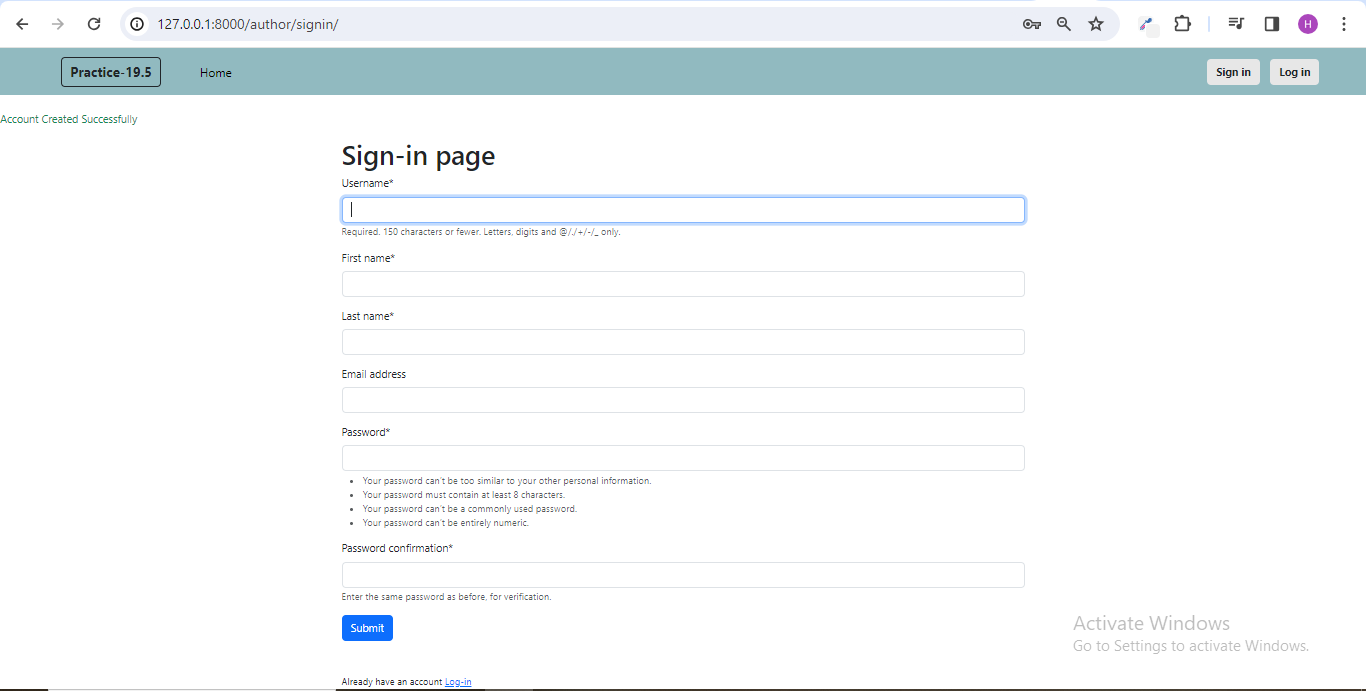 127.0.0.1:8000/author/signin/
H
Practice-19.5 Home Sign in Log in
Account Created Successfully
Sign-in page
Username*
Required. 150 characters or fewer. Letters, digits and @/./+/-/_ only.
First name*
Last name*
Email address
Password*
Your password can't be too similar to your other personal information.
Your password must contain at least 8 characters.
Your password can't be a commonly used password.
Your password can't be entirely numeric.
Password confirmation*
Enter the same password as before, for verification.
Submit
Activate Windows
Go to Settings to activate Windows.
Already have an account Log-in